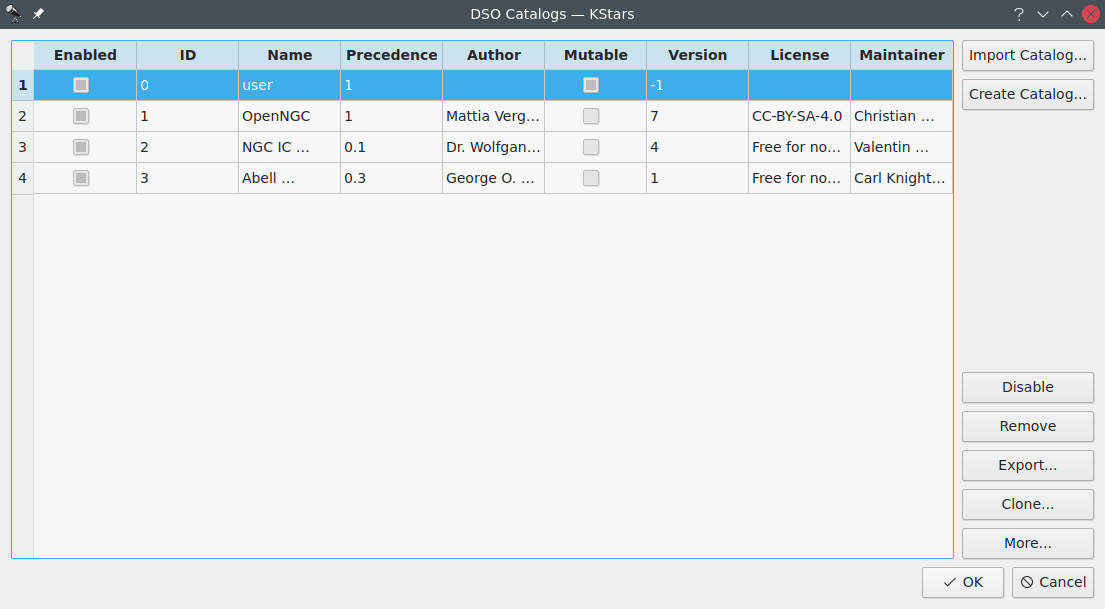 DSO Catalogs — KStars
?
Enabled ID Name Precedence Author Mutable Version License Maintainer
1 0 user 1 -1
2 1 OpenNGC 1 Mattia Verg... 7 CC-BY-SA-4.0 Christian ...
3 2 NGC IC ... 0.1 Dr. Wolfgan... 4 Free for no... Valentin ...
4 3 Abell ... 0.3 George O. ... 1 Free for no... Carl Knight...
Import Catalog...
Create Catalog...
Disable
Remove
Export...
Clone...
More...
OK Cancel